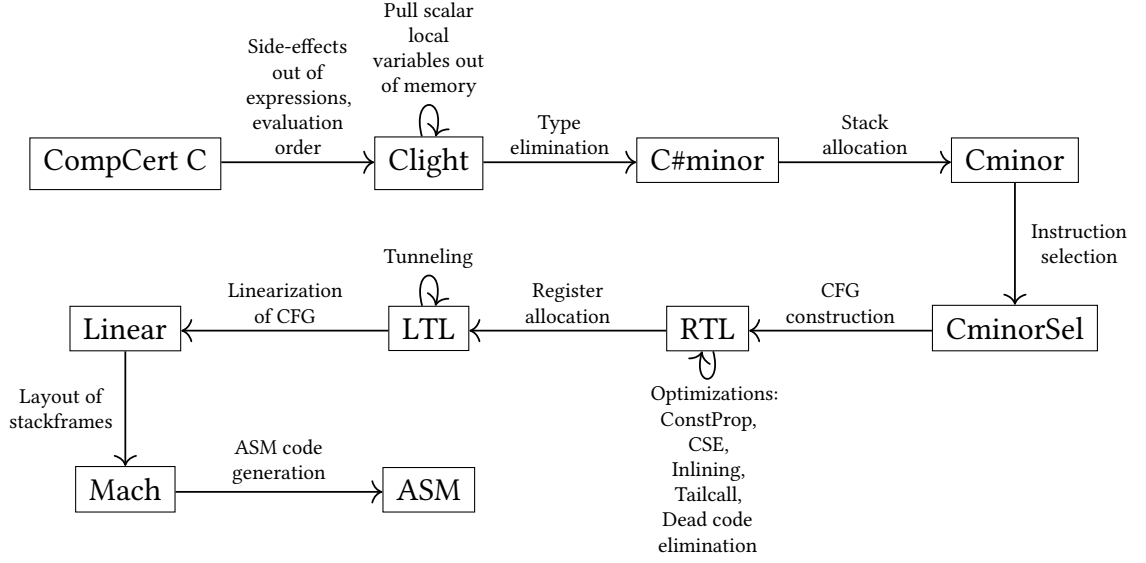 Pull scalar
local
variables out
of memory
Side-effects
out of
expressions,
evaluation
order
Type
elimination
Stack
allocation
CompCert C
Clight
C#minor
Cminor
Instruction
selection
Tunneling
Linearization
of CFG
Register
allocation
CFG
construction
Linear
LTL
RTL
CminorSel
Layout of
stackframes
Optimizations:
ConstProp,
CSE,
Inlining,
Tailcall,
Dead code
elimination
ASM code
generation
Mach
ASM